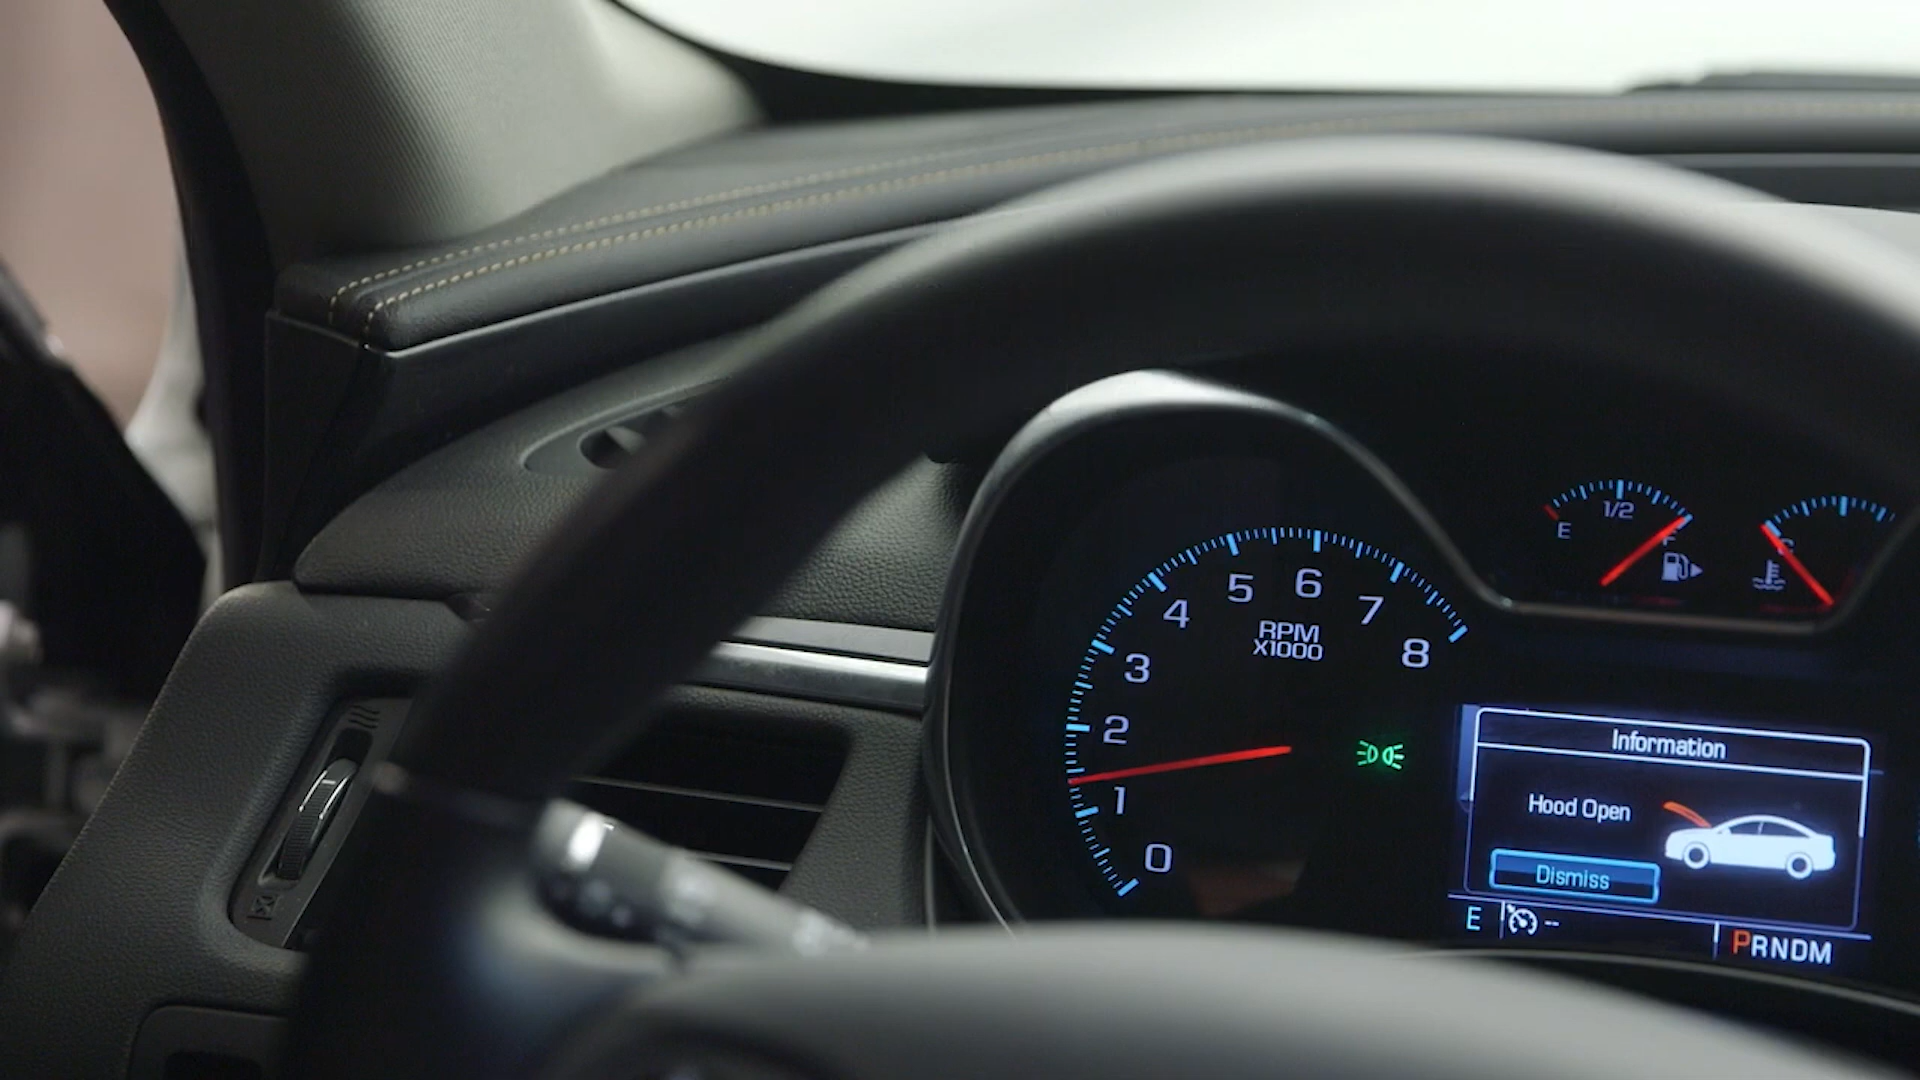 1/2
E
F
C
5 6
4 7
RPM
X1000
3 8
2
1
0
Information
Hood Open
Dismiss
E --
PRNDM